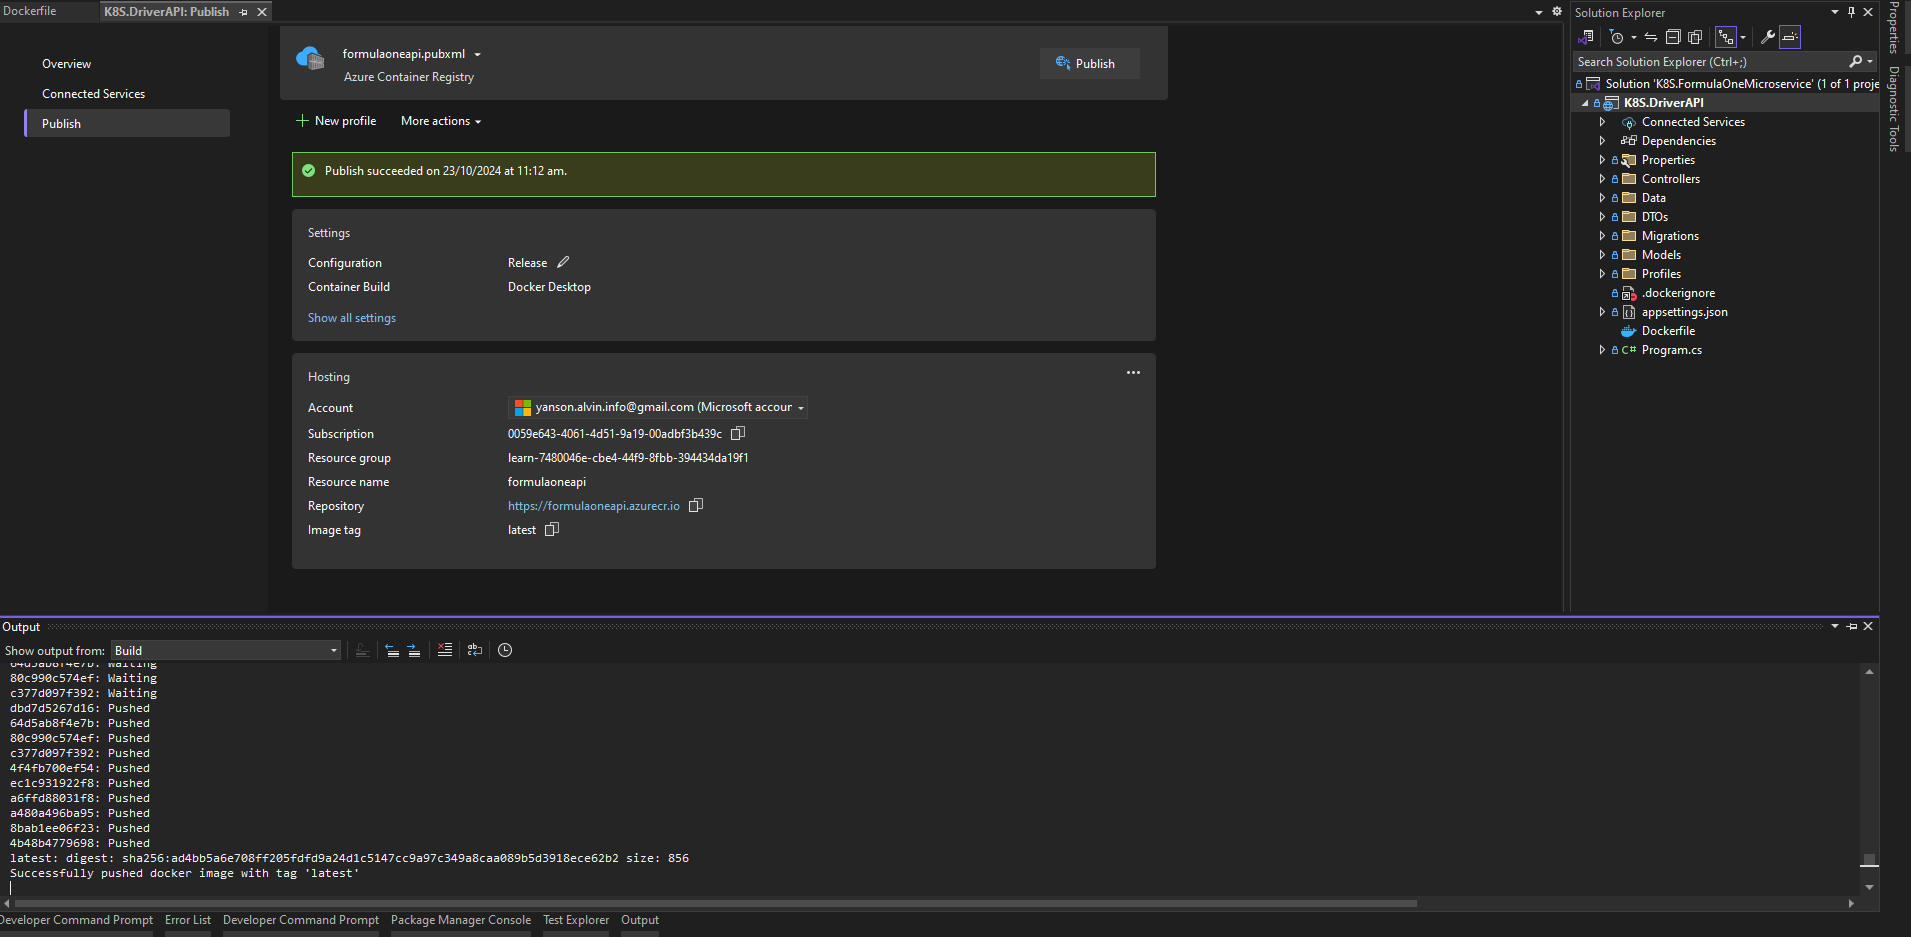 Dockerfile
K8S.DriverAPI: Publish
Overview
Connected Services
Publish
formulaoneapi.pubxml
Azure Container Registry
Publish
New profile
More actions
Publish succeeded on 23/10/2024 at 11:12 am.
Settings
Configuration
Release
Container Build
Docker Desktop
Show all settings
Hosting
Account
yanson.alvin.info@gmail.com (Microsoft accour
Subscription
0059e643-4061-4d51-9a19-00adbf3b439c
Resource group
learn-7480046e-cbe4-44f9-8fbb-394434da19f1
Resource name
formulaoneapi
Repository
https://formulaoneapi.azurecr.io
Image tag
latest
Solution Explorer
Search Solution Explorer (Ctrl+;)
Solution 'K8S.FormulaOneMicroservice' (1 of 1 proje
K8S.DriverAPI
Connected Services
Dependencies
Properties
Controllers
Data
DTOs
Migrations
Models
Profiles
.dockerignore
appsettings.json
Dockerfile
C# Program.cs
Properties
Diagnostic Tools
Output
Show output from:
Build
64d5ab8f4e7b: Waiting
80c990c574ef: Waiting
c377d097f392: Waiting
dbd7d5267d16: Pushed
64d5ab8f4e7b: Pushed
80c990c574ef: Pushed
c377d097f392: Pushed
4f4fb700ef54: Pushed
ec1c931922f8: Pushed
a6ffd88031f8: Pushed
a480a496ba95: Pushed
8bab1ee06f23: Pushed
4b48b4779698: Pushed
latest: digest: sha256:ad4bb5a6e708ff205fdfd9a24d1c5147cc9a97c349a8caa089b5d3918ece62b2 size: 856
Successfully pushed docker image with tag 'latest'
Developer Command Prompt
Error List
Developer Command Prompt
Package Manager Console
Test Explorer
Output